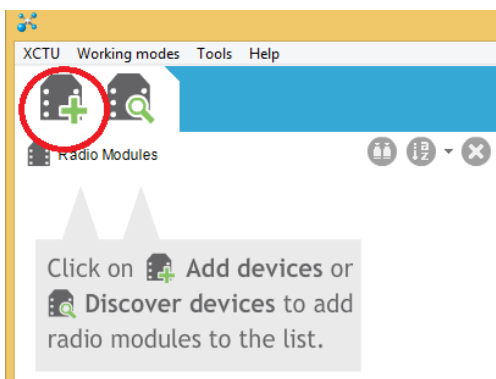 XCTU Working modes Tools Help
Radio Modules
Click on Add devices or
Discover devices to add
radio modules to the list.